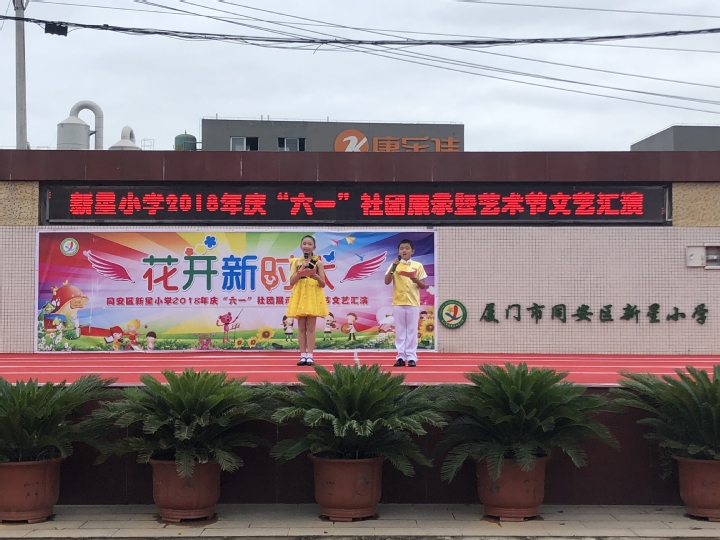 康乐佳
新星小学2018年庆“六一”社团展示暨艺术节文艺汇演
花开新时
同安区新星小学2018年庆“六一”社团展 艺术节文艺汇演
厦门市同安区新星小学